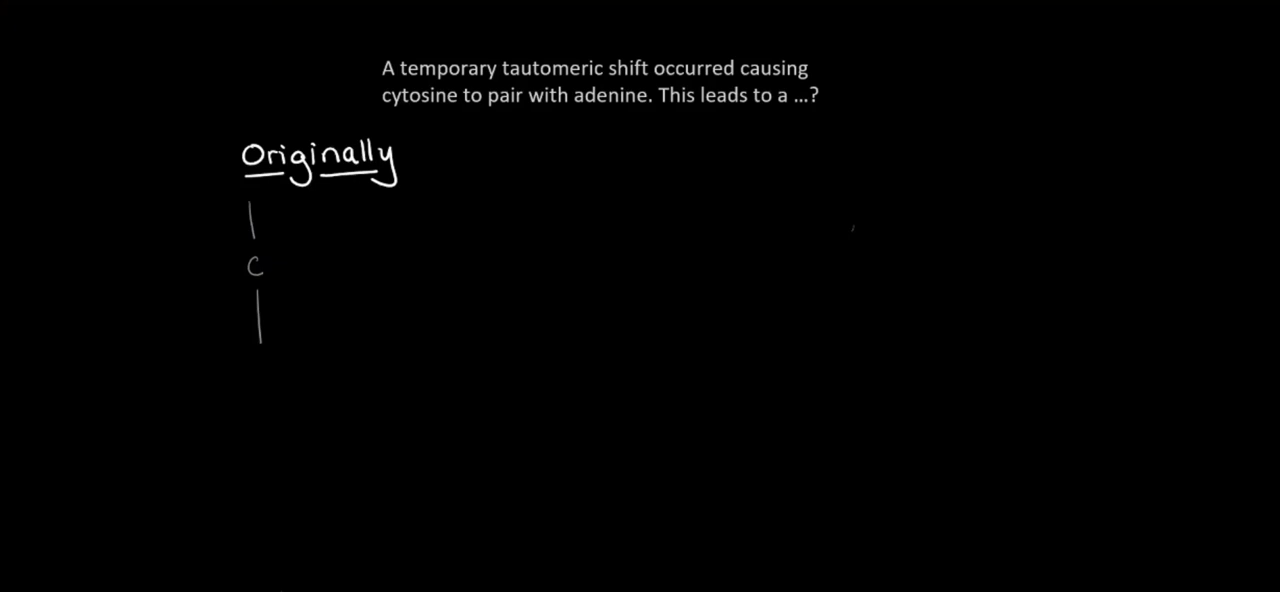 A temporary tautomeric shift occurred causing
cytosine to pair with adenine. This leads to a ...?
Originally
C